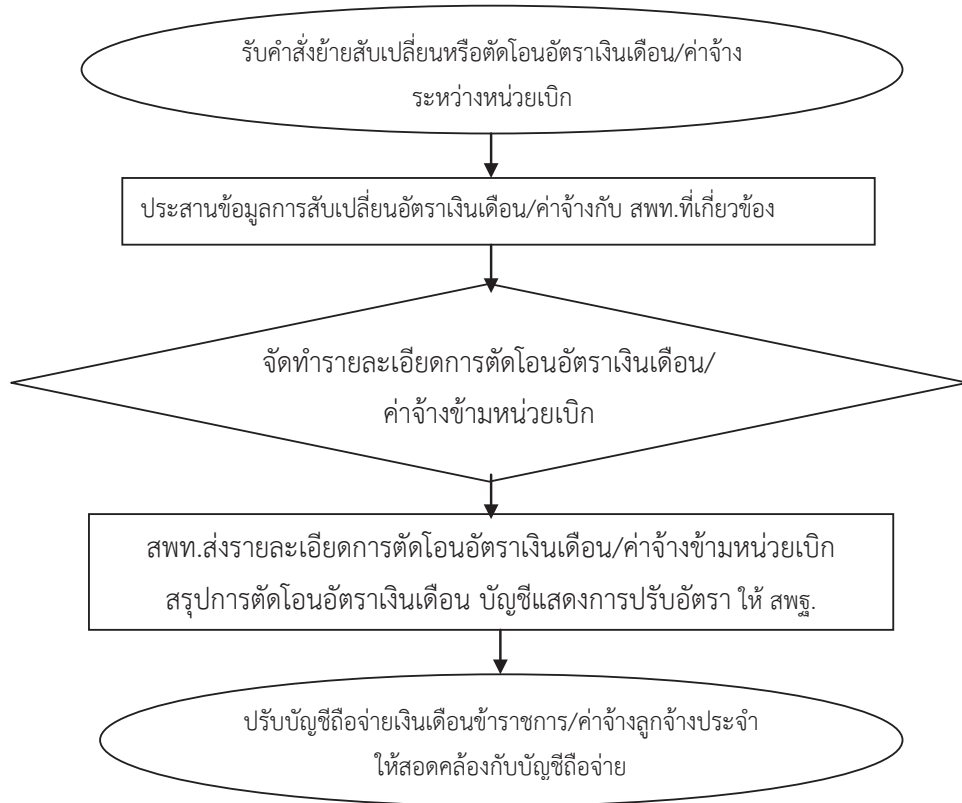 รับคำสั่งย้ายสับเปลี่ยนหรือตัดโอนอัตราเงินเดือน/ค่าจ้าง
ระหว่างหน่วยเบิก
ประสานข้อมูลการสับเปลี่ยนอัตราเงินเดือน/ค่าจ้างกับ สพท.ที่เกี่ยวข้อง
จัดทำรายละเอียดการตัดโอนอัตราเงินเดือน/
ค่าจ้างข้ามหน่วยเบิก
สพท.ส่งรายละเอียดการตัดโอนอัตราเงินเดือน/ค่าจ้างข้ามหน่วยเบิก
สรุปการตัดโอนอัตราเงินเดือน บัญชีแสดงการปรับอัตรา ให้ สพฐ.
ปรับบัญชีถือจ่ายเงินเดือนข้าราชการ/ค่าจ้างลูกจ้างประจำ
ให้สอดคล้องกับบัญชีถือจ่าย